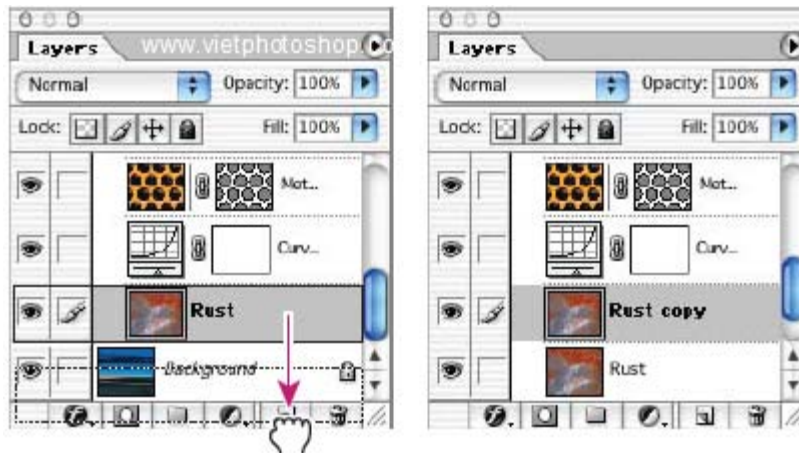 Layers
www.vietphotoshop.co
Normal Opacity: 100%
Lock: Fill: 100%
Mot...
Curv...
Rust
Background
Layers
Normal Opacity: 100%
Lock: Fill: 100%
Mot...
Curv...
Rust copy
Rust